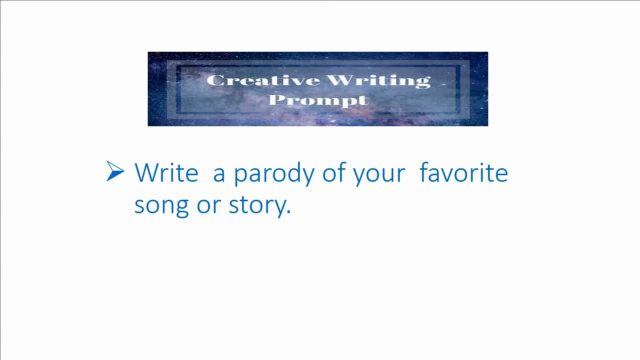 Creative Writing
Prompt
➢ Write a parody of your favorite
song or story.